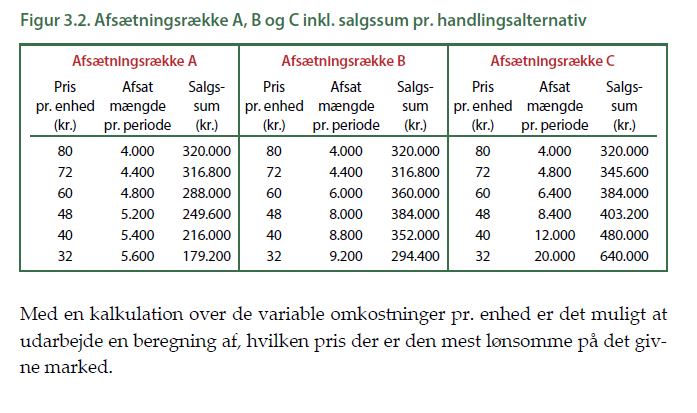 Figur 3.2. Afsætningsrække A, B og C inkl. salgssum pr. handlingsalternativ
Afsætningsrække A Afsætningsrække B Afsætningsrække C
Pris Afsat Salgs- Pris Afsat Salgs- Pris Afsat Salgs-
pr. enhed mængde sum pr. enhed mængde sum pr. enhed mængde sum
(kr.) pr. periode (kr.) (kr.) pr. periode (kr.) (kr.) pr. periode (kr.)
80 4.000 320.000 80 4.000 320.000 80 4.000 320.000
72 4.400 316.800 72 4.400 316.800 72 4.800 345.600
60 4.800 288.000 60 6.000 360.000 60 6.400 384.000
48 5.200 249.600 48 8.000 384.000 48 8.400 403.200
40 5.400 216.000 40 8.800 352.000 40 12.000 480.000
32 5.600 179.200 32 9.200 294.400 32 20.000 640.000
Med en kalkulation over de variable omkostninger pr. enhed er det muligt at
udarbejde en beregning af, hvilken pris der er den mest lønsomme på det giv-
ne marked.